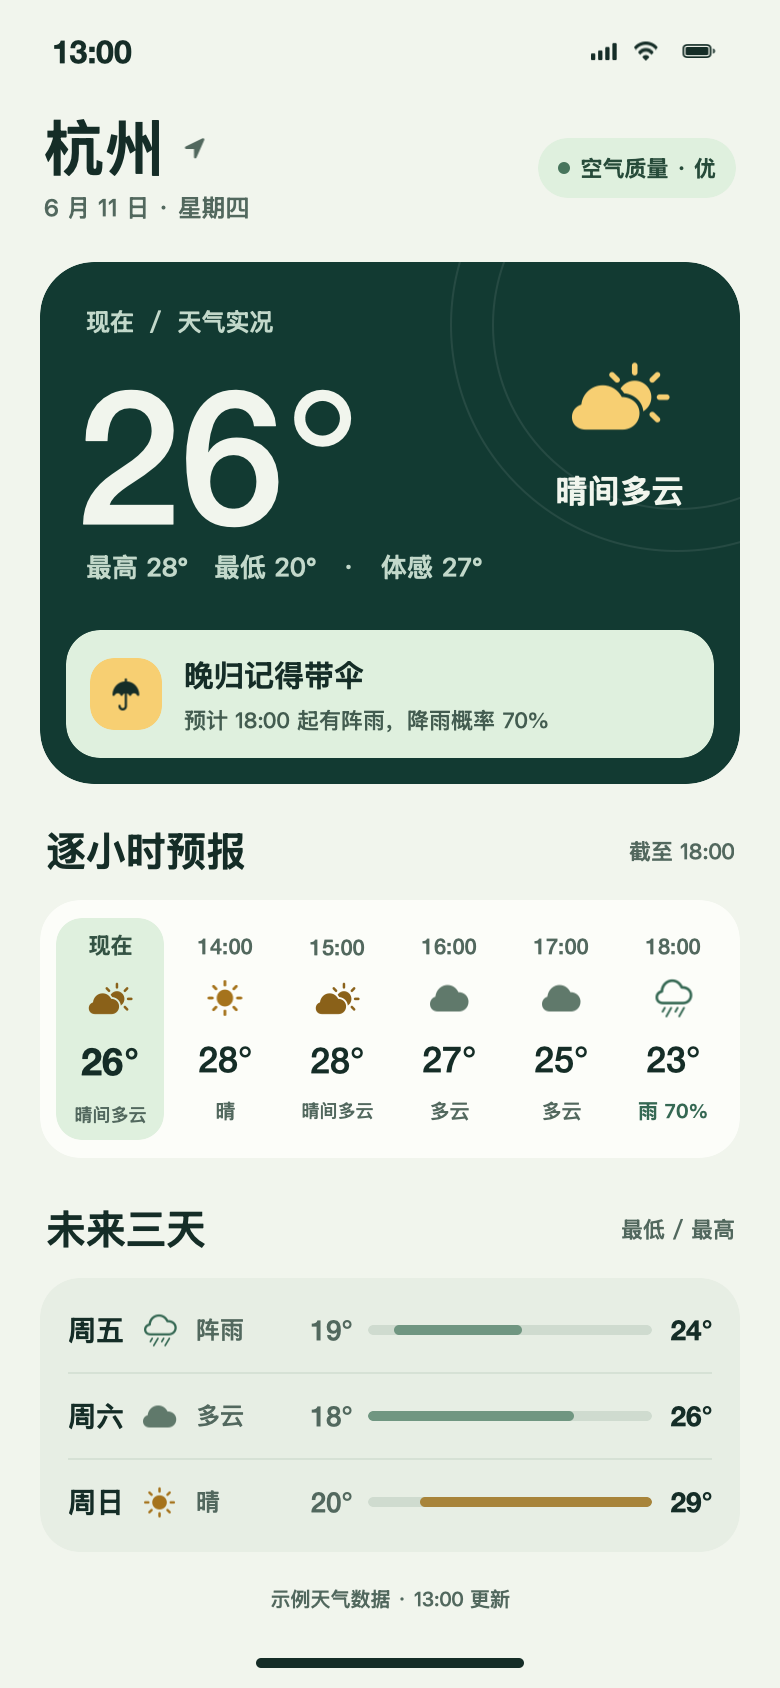 13:00
杭州
6 月 11 日 · 星期四
空气质量 · 优
现在 / 天气实况
26°
晴间多云
最高 28° 最低 20° · 体感 27°
晚归记得带伞
预计 18:00 起有阵雨，降雨概率 70%
逐小时预报
截至 18:00
现在 14:00 15:00 16:00 17:00 18:00
26° 28° 28° 27° 25° 23°
晴间多云 晴 晴间多云 多云 多云 雨 70%
未来三天
最低 / 最高
周五 阵雨 19° 24°
周六 多云 18° 26°
周日 晴 20° 29°
示例天气数据 · 13:00 更新